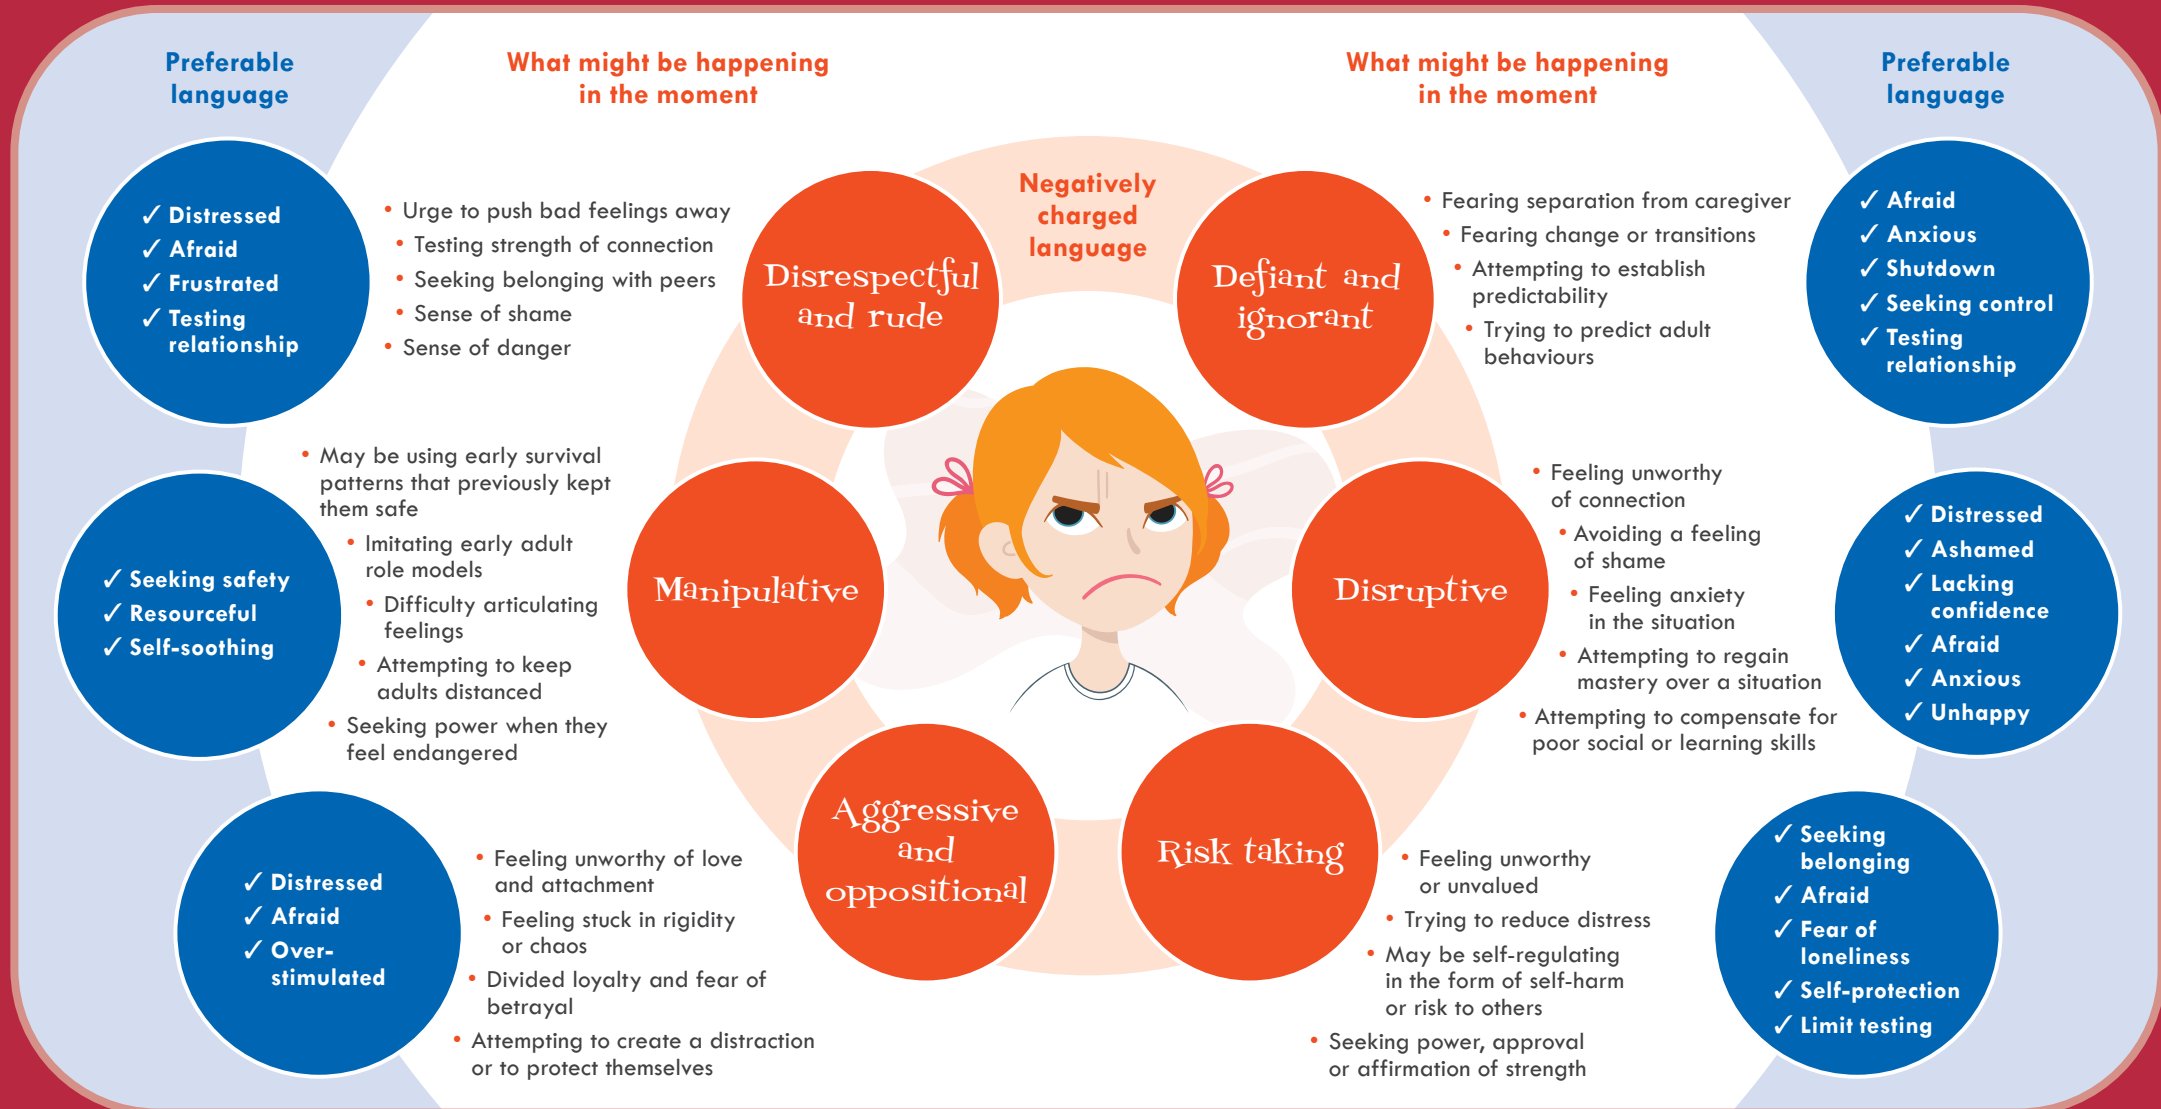 Preferable
language
What might be happening
in the moment
What might be happening
in the moment
Preferable
language
Negatively
charged
language
✓ Distressed
✓ Afraid
✓ Frustrated
✓ Testing
relationship
• Urge to push bad feelings away
• Testing strength of connection
• Seeking belonging with peers
• Sense of shame
• Sense of danger
Disrespectful
and rude
Defiant and
ignorant
• Fearing separation from caregiver
• Fearing change or transitions
• Attempting to establish
predictability
• Trying to predict adult
behaviours
✓ Afraid
✓ Anxious
✓ Shutdown
✓ Seeking control
✓ Testing
relationship
✓ Seeking safety
✓ Resourceful
✓ Self-soothing
• May be using early survival
patterns that previously kept
them safe
• Imitating early adult
role models
• Difficulty articulating
feelings
• Attempting to keep
adults distanced
• Seeking power when they
feel endangered
Manipulative
Disruptive
• Feeling unworthy
of connection
• Avoiding a feeling
of shame
• Feeling anxiety
in the situation
• Attempting to regain
mastery over a situation
• Attempting to compensate for
poor social or learning skills
✓ Distressed
✓ Ashamed
✓ Lacking
confidence
✓ Afraid
✓ Anxious
✓ Unhappy
✓ Distressed
✓ Afraid
✓ Over-
stimulated
• Feeling unworthy of love
and attachment
• Feeling stuck in rigidity
or chaos
• Divided loyalty and fear of
betrayal
• Attempting to create a distraction
or to protect themselves
Aggressive
and
oppositional
Risk taking
• Feeling unworthy
or unvalued
• Trying to reduce distress
• May be self-regulating
in the form of self-harm
or risk to others
• Seeking power, approval
or affirmation of strength
✓ Seeking
belonging
✓ Afraid
✓ Fear of
loneliness
✓ Self-protection
✓ Limit testing